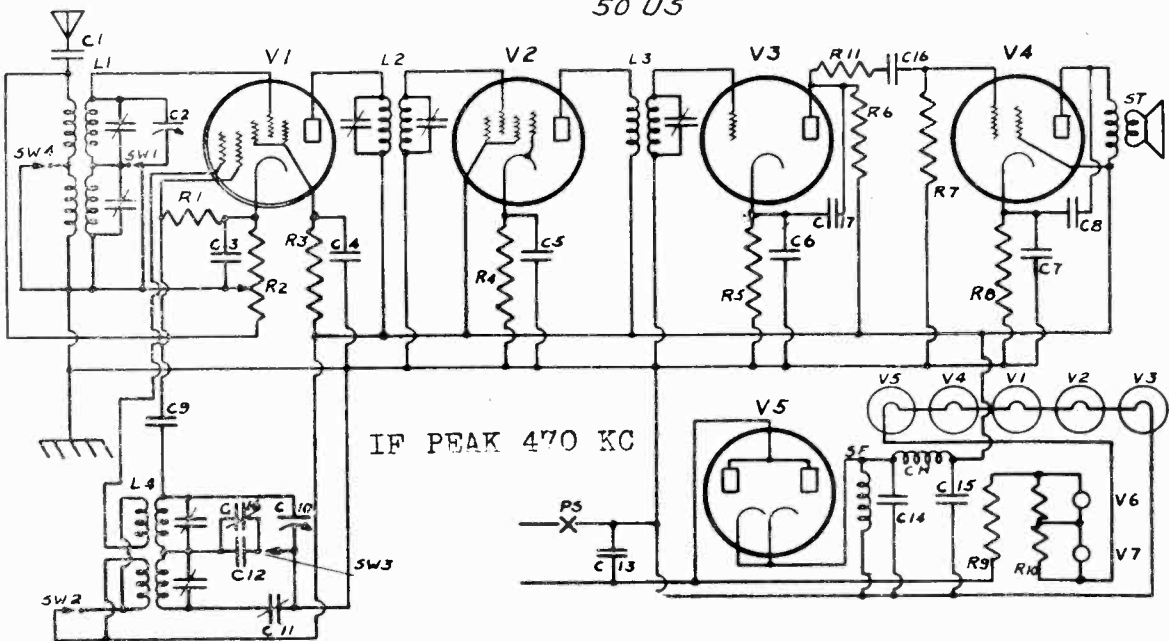 50 US
C1
V1
V2
V3
V4
L1
L2
L3
R11
C16
C2
SW4
SW1
R6
R7
ST
R1
C3
R2
R3
C4
R4
C5
R5
C6
C17
R8
C7
C8
C9
V5
V4
V1
V2
V3
IF PEAK 470 KC
V5
SF
CH
L4
C10
C12
SW3
PS
C13
C14
C15
R9
R10
V6
V7
SW2
C11